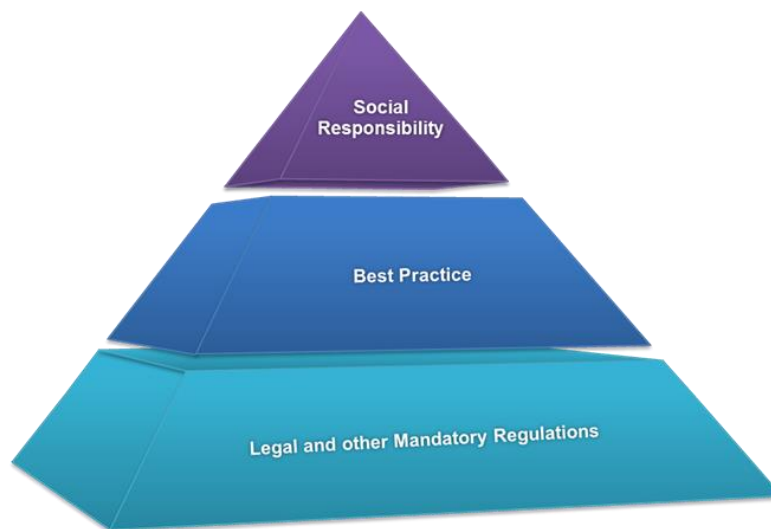 Social
Responsibility
Best Practice
Legal and other Mandatory Regulations